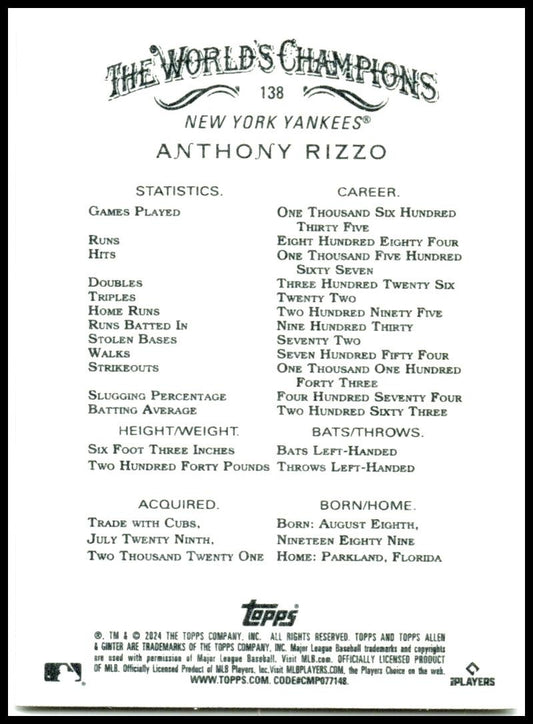 THE WORLD'S CHAMPIONS
138
NEW YORK YANKEES®
ANTHONY RIZZO
STATISTICS. CAREER.
GAMES PLAYED ONE THOUSAND SIX HUNDRED
THIRTY FIVE
RUNS EIGHT HUNDRED EIGHTY FOUR
HITS ONE THOUSAND FIVE HUNDRED
SIXTY SEVEN
DOUBLES THREE HUNDRED TWENTY SIX
TRIPLES TWENTY TWO
HOME RUNS TWO HUNDRED NINETY FIVE
RUNS BATTED IN NINE HUNDRED THIRTY
STOLEN BASES SEVENTY TWO
WALKS SEVEN HUNDRED FIFTY FOUR
STRIKEOUTS ONE THOUSAND ONE HUNDRED
FORTY THREE
SLUGGING PERCENTAGE FOUR HUNDRED SEVENTY FOUR
BATTING AVERAGE TWO HUNDRED SIXTY THREE
HEIGHT/WEIGHT. BATS/THROWS.
SIX FOOT THREE INCHES BATS LEFT-HANDED
TWO HUNDRED FORTY POUNDS THROWS LEFT-HANDED
ACQUIRED. BORN/HOME.
TRADE WITH CUBS, BORN: AUGUST EIGHTH,
JULY TWENTY NINTH, NINETEEN EIGHTY NINE
TWO THOUSAND TWENTY ONE HOME: PARKLAND, FLORIDA
topps®
®, TM & © 2024 THE TOPPS COMPANY, INC. ALL RIGHTS RESERVED. TOPPS AND TOPPS ALLEN
& GINTER ARE TRADEMARKS OF THE TOPPS COMPANY, INC. Major League Baseball trademarks and copyrights
are used with permission of Major League Baseball. Visit MLB.com. OFFICIALLY LICENSED PRODUCT
OF MLB. Officially Licensed Product of MLB Players, Inc. Visit MLBPLAYERS.COM, the Players Choice on the web.
WWW.TOPPS.COM. CODE#CMP077148.
PLAYERS